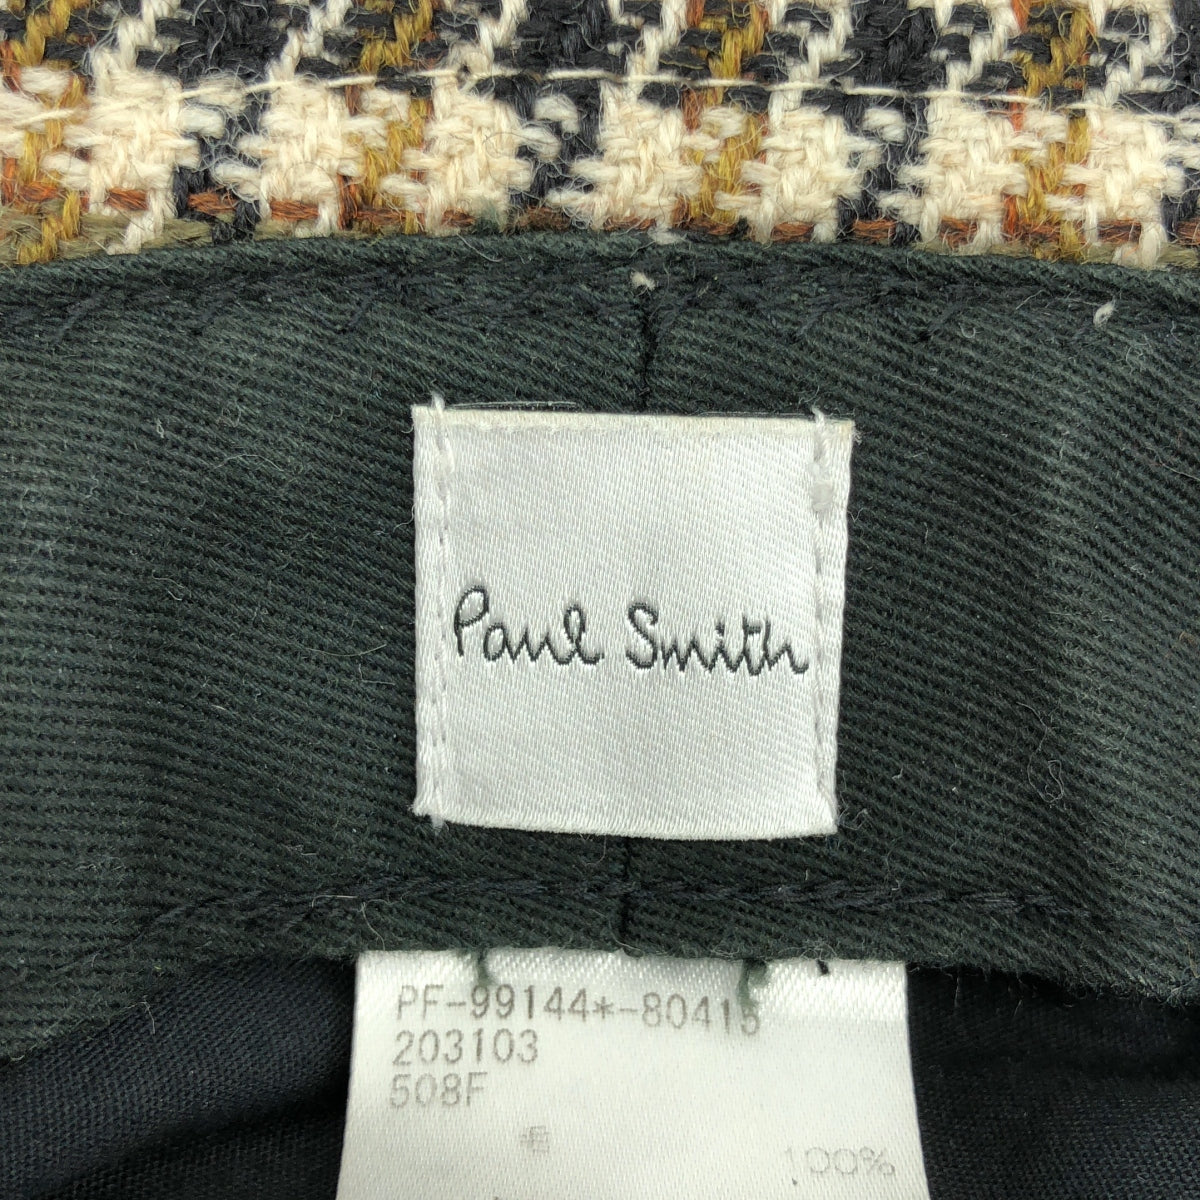 Paul Smith
PF-99144*-80415
203103
508F
毛 100%